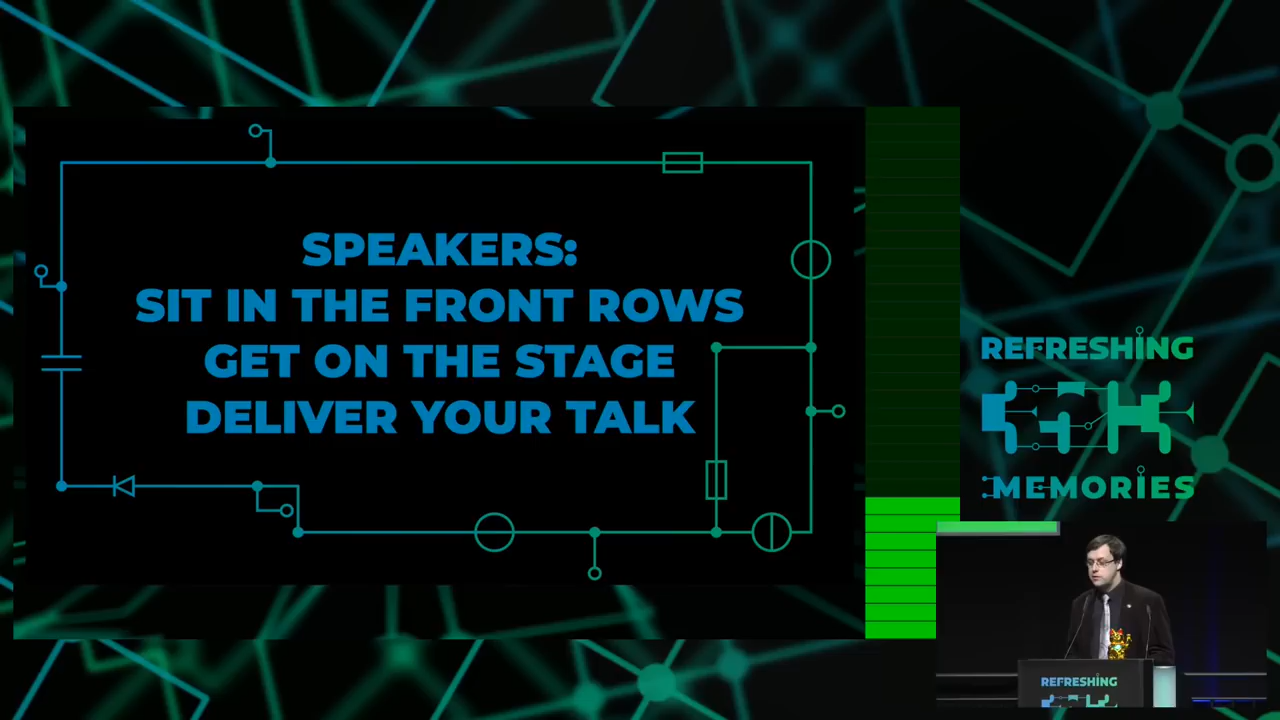 SPEAKERS:
SIT IN THE FRONT ROWS
GET ON THE STAGE
DELIVER YOUR TALK
REFRESHING
MEMORIES
REFRESHING